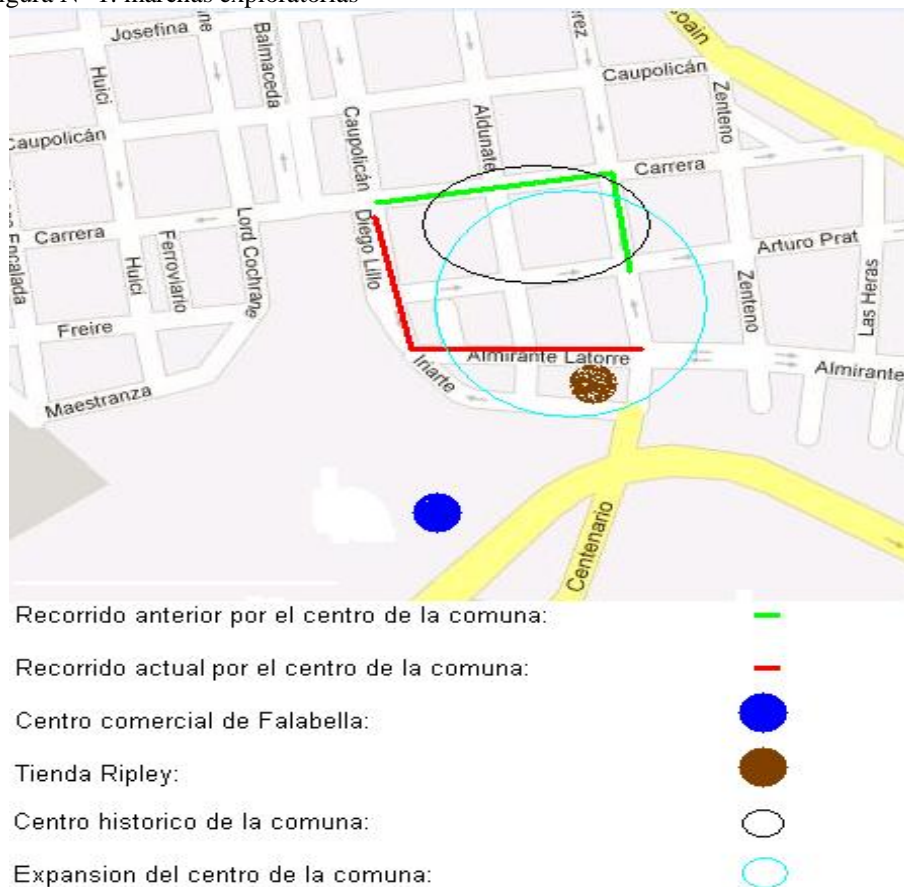 Josefina
Balmaceda
Huici
Caupolicán
Caupolicán
Aldunate
Caupolicán
Zenteno
Carrera
Carrera
Diego Lillo
Lord Cochrane
Ferroviario
Huici
Arturo Prat
Zenteno
Las Heras
Freire
Almirante Latorre
Almirante
Iriarte
Maestranza
Centenario
Recorrido anterior por el centro de la comuna:
Recorrido actual por el centro de la comuna:
Centro comercial de Falabella:
Tienda Ripley:
Centro historico de la comuna:
Expansion del centro de la comuna: